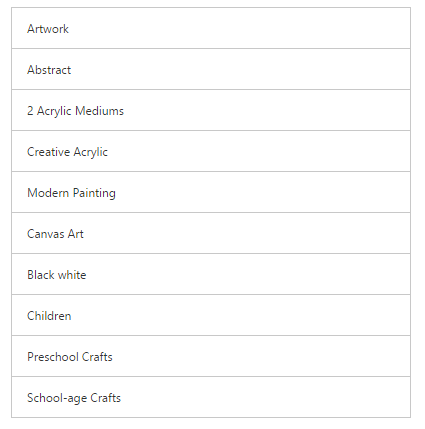 Artwork
Abstract
2 Acrylic Mediums
Creative Acrylic
Modern Painting
Canvas Art
Black white
Children
Preschool Crafts
School-age Crafts